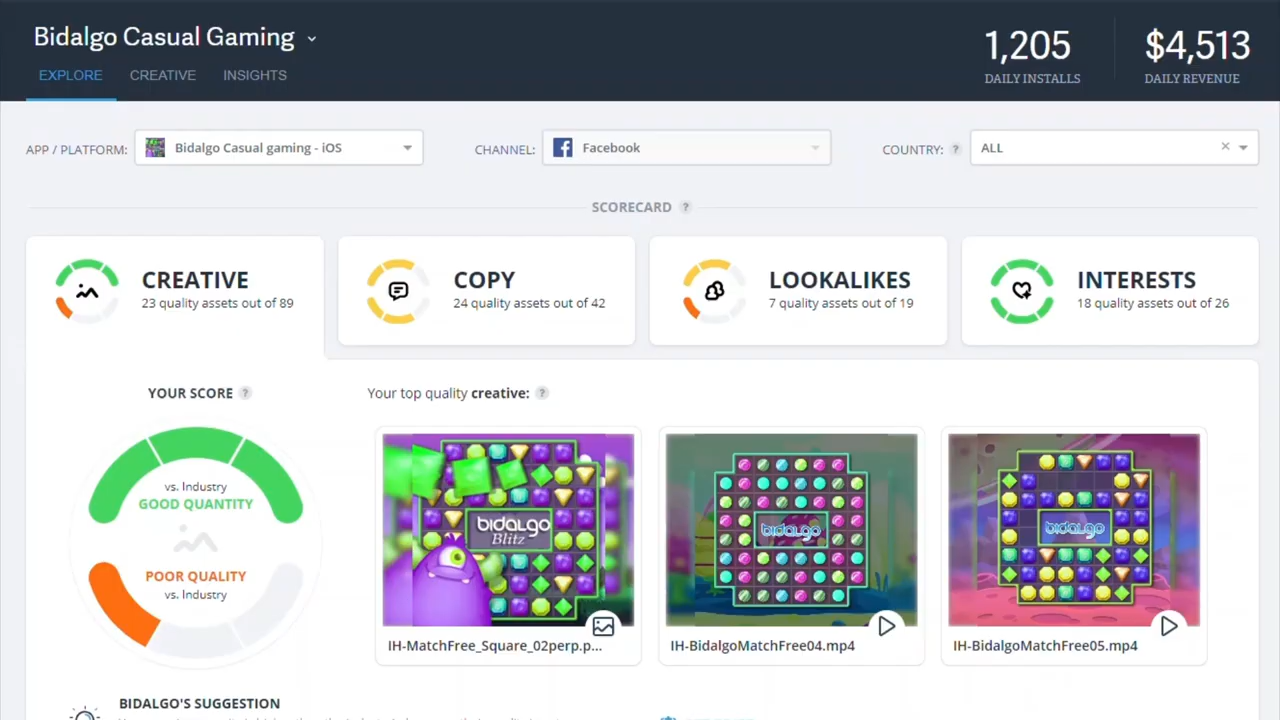 Bidalgo Casual Gaming
1,205
$4,513
EXPLORE
CREATIVE
INSIGHTS
DAILY INSTALLS
DAILY REVENUE
APP / PLATFORM:
Bidalgo Casual gaming - iOS
CHANNEL:
Facebook
COUNTRY: ?
ALL
SCORECARD ?
CREATIVE
23 quality assets out of 89
COPY
24 quality assets out of 42
LOOKALIKES
7 quality assets out of 19
INTERESTS
18 quality assets out of 26
YOUR SCORE ?
Your top quality creative: ?
vs. Industry
GOOD QUANTITY
POOR QUALITY
vs. Industry
bidalgo
Blitz
bidalgo
bidalgo
IH-MatchFree_Square_02perp.p...
IH-BidalgoMatchFree04.mp4
IH-BidalgoMatchFree05.mp4
BIDALGO'S SUGGESTION